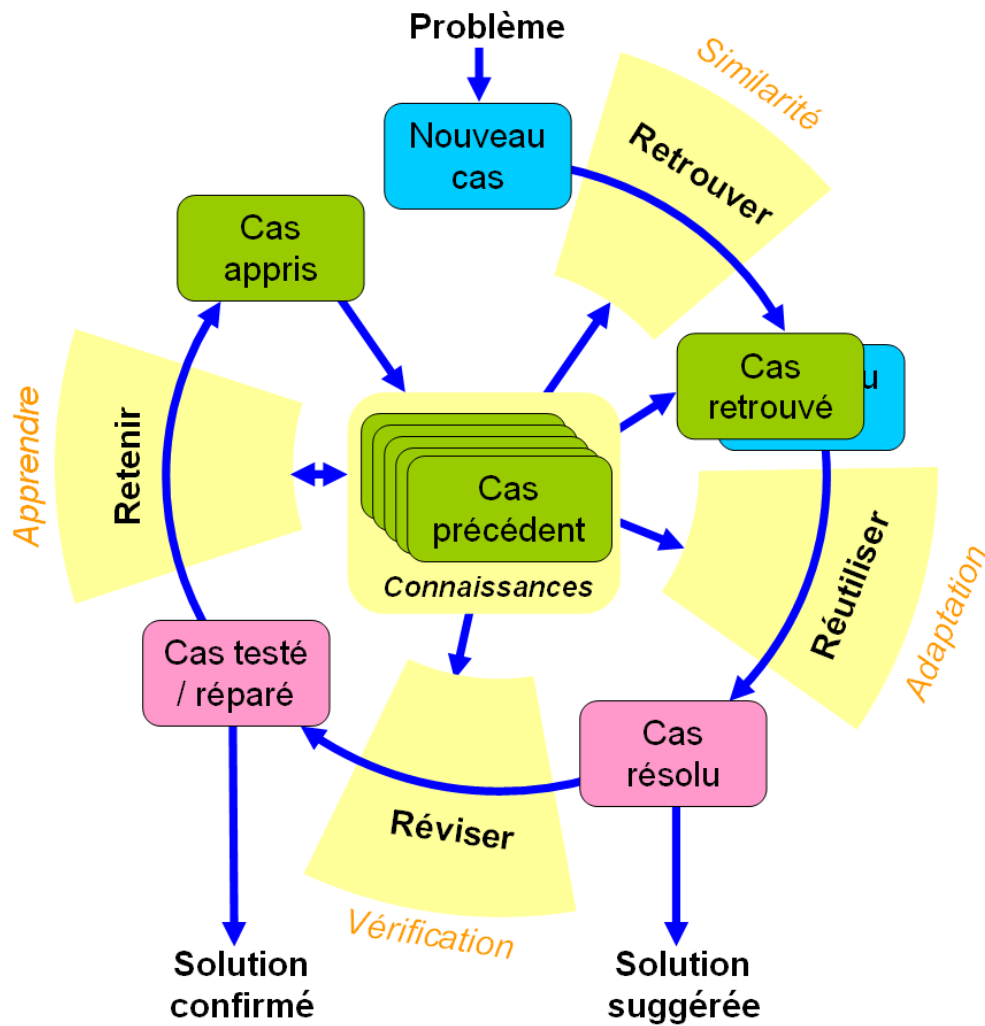 Problème
Similarité
Nouveau
cas
Retrouver
Cas
appris
Cas
retrouvé
Apprendre
Retenir
Cas
précédent
Connaissances
Réutiliser
Adaptation
Cas testé
/ réparé
Cas
résolu
Réviser
Vérification
Solution
confirmé
Solution
suggérée